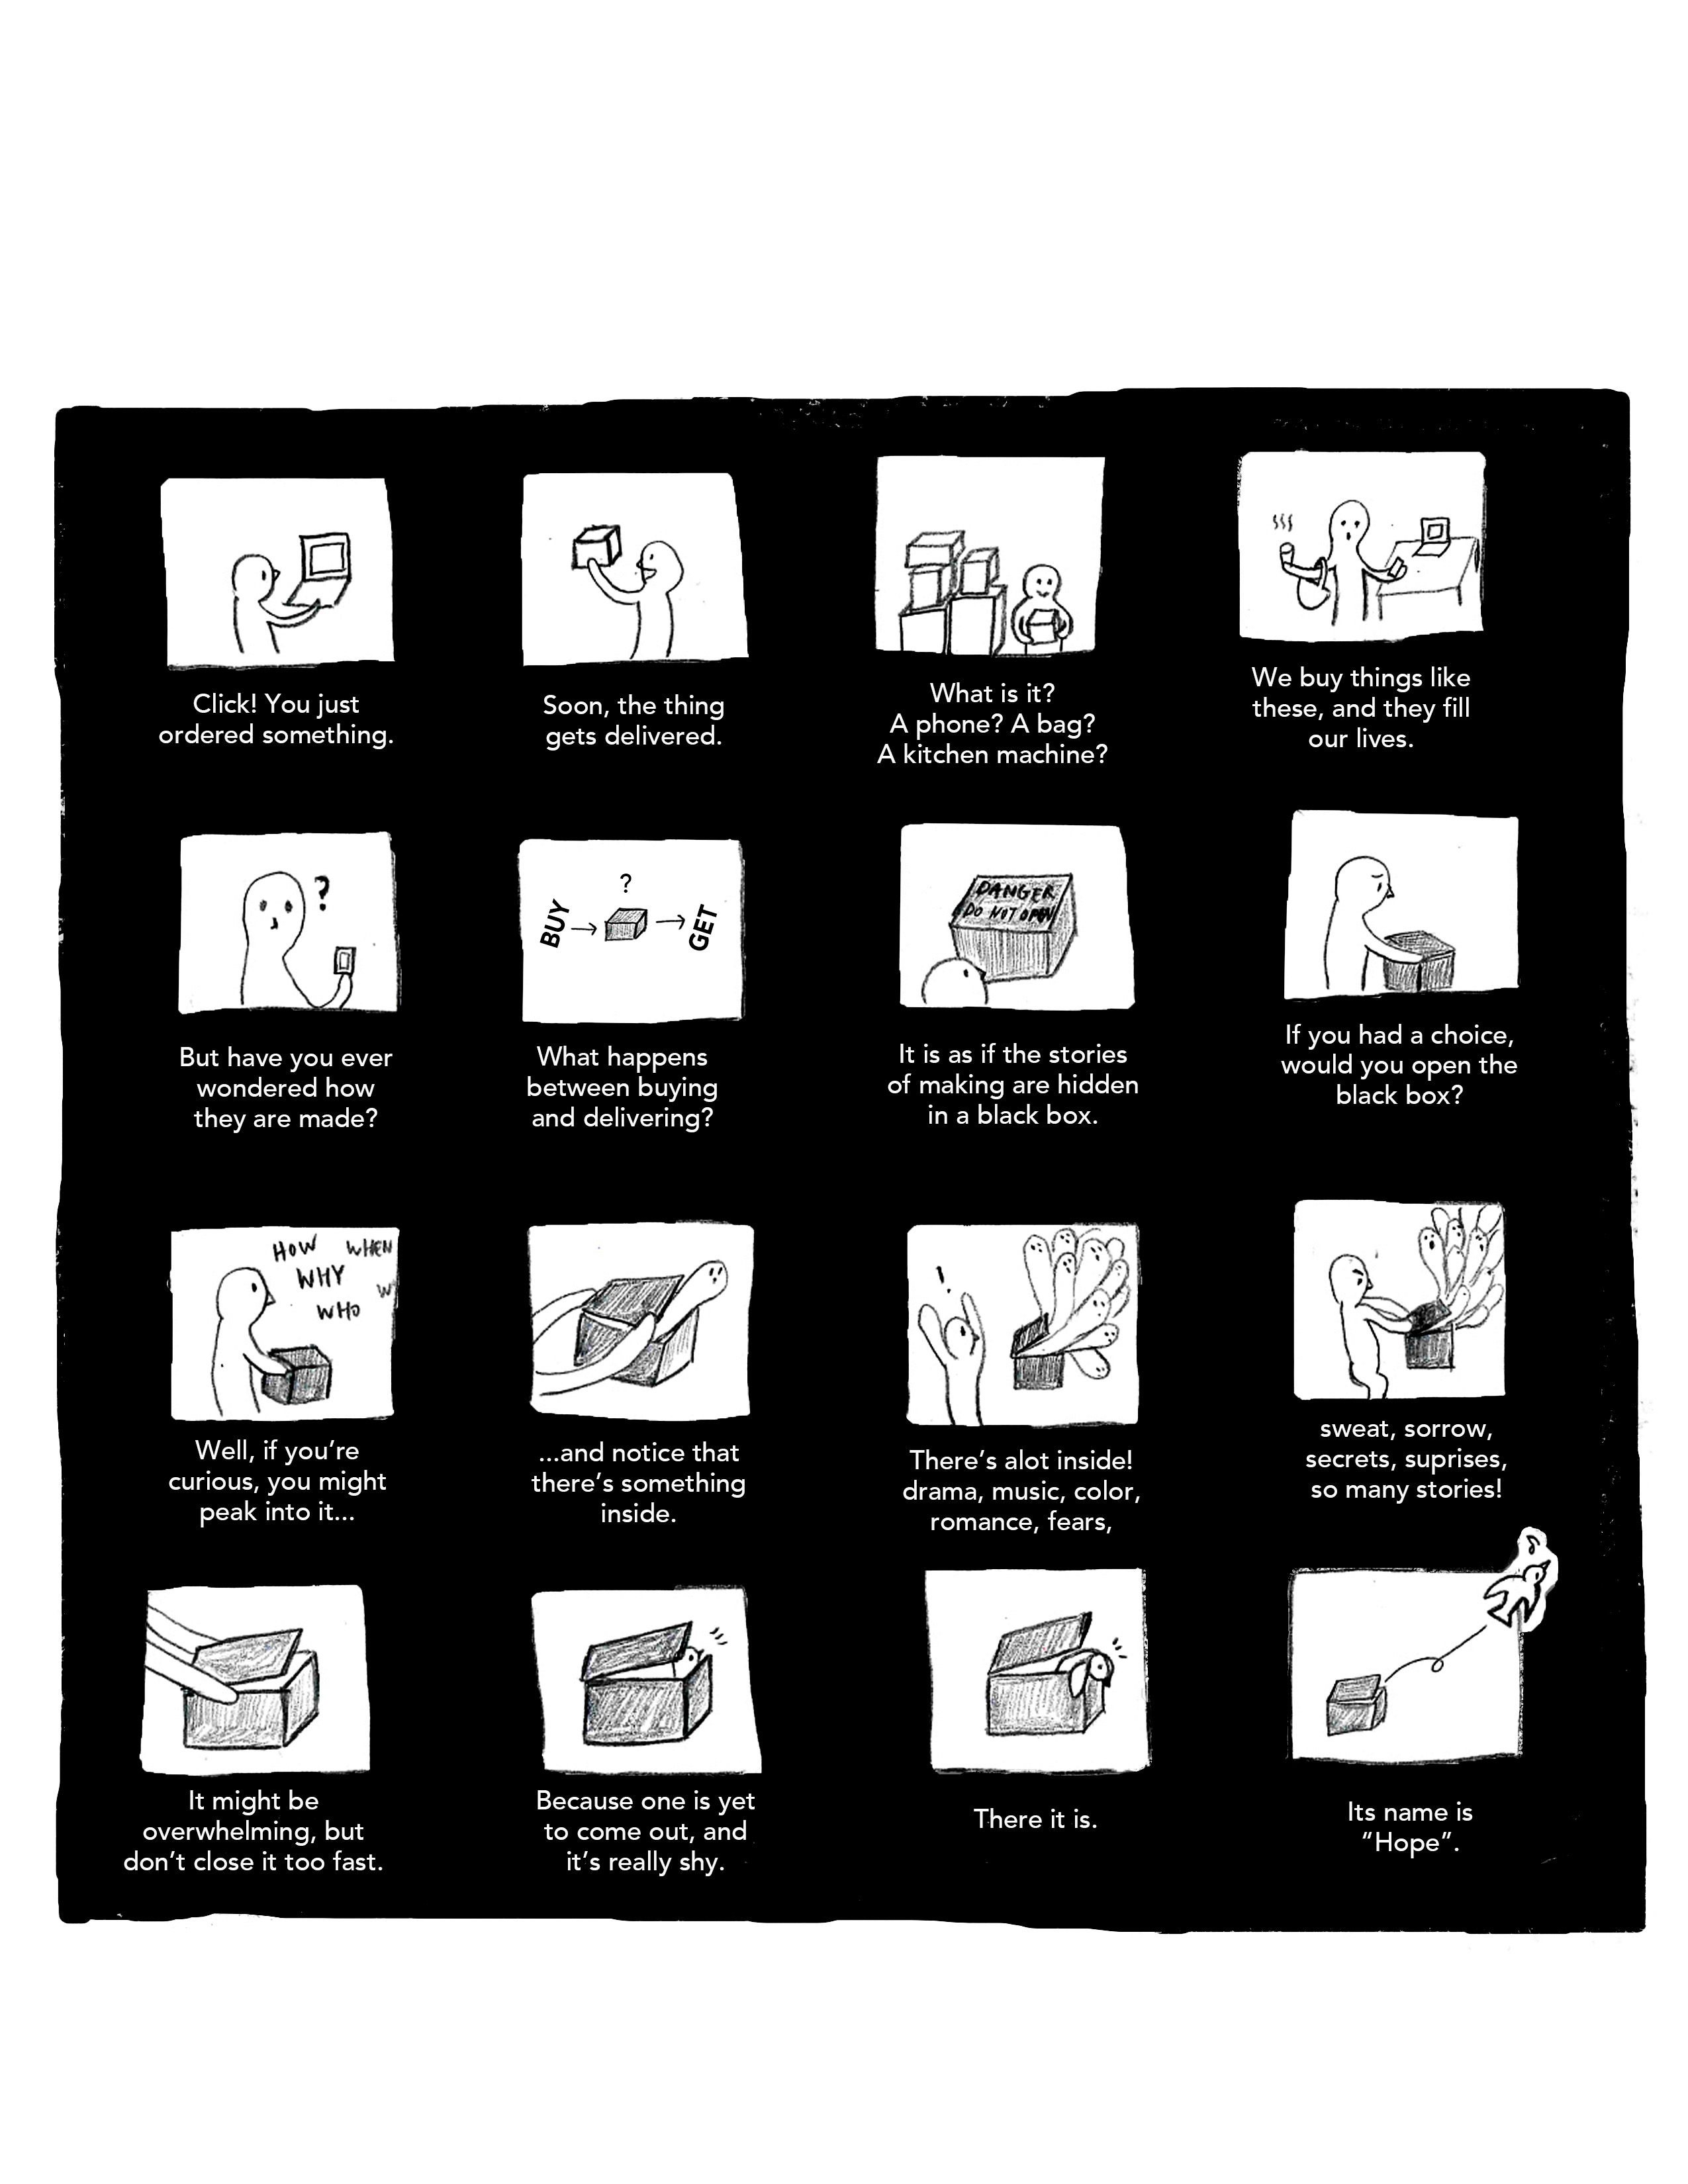 Click! You just
ordered something.
Soon, the thing
gets delivered.
What is it?
A phone? A bag?
A kitchen machine?
We buy things like
these, and they fill
our lives.
?
But have you ever
wondered how
they are made?
?
BUY
GET
What happens
between buying
and delivering?
DANGER
DO NOT OPEN
It is as if the stories
of making are hidden
in a black box.
If you had a choice,
would you open the
black box?
HOW WHEN
WHY
WHO W
Well, if you're
curious, you might
peak into it...
...and notice that
there's something
inside.
!
There's alot inside!
drama, music, color,
romance, fears,
sweat, sorrow,
secrets, suprises,
so many stories!
It might be
overwhelming, but
don't close it too fast.
Because one is yet
to come out, and
it's really shy.
There it is.
Its name is
"Hope".